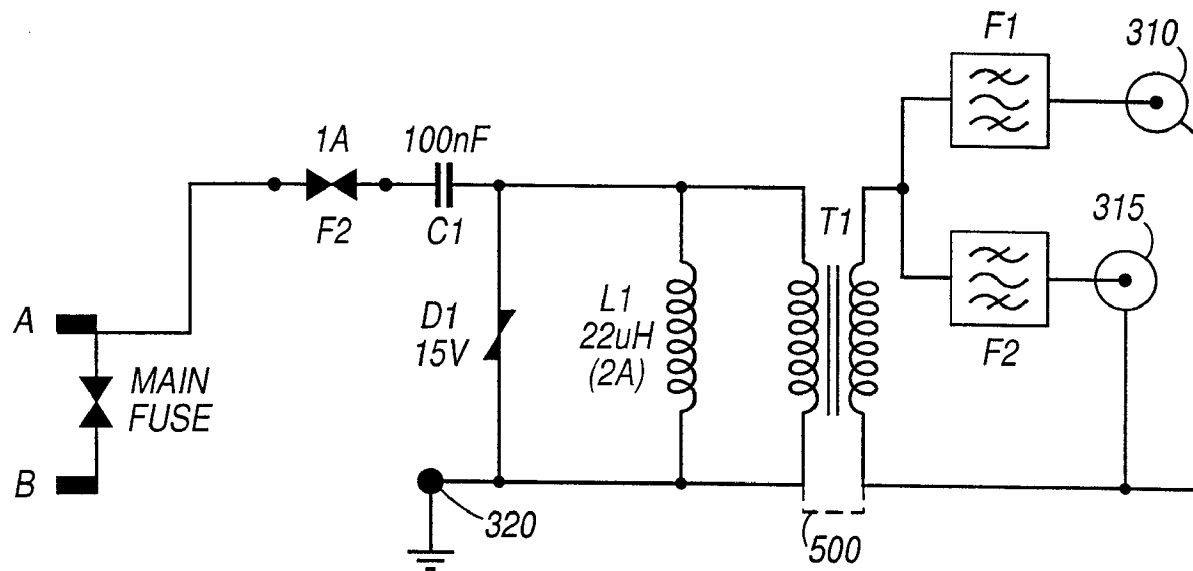 F1
310
1A
100nF
F2
C1
T1
315
A
D1
15V
L1
22uH
(2A)
F2
MAIN
FUSE
B
320
500